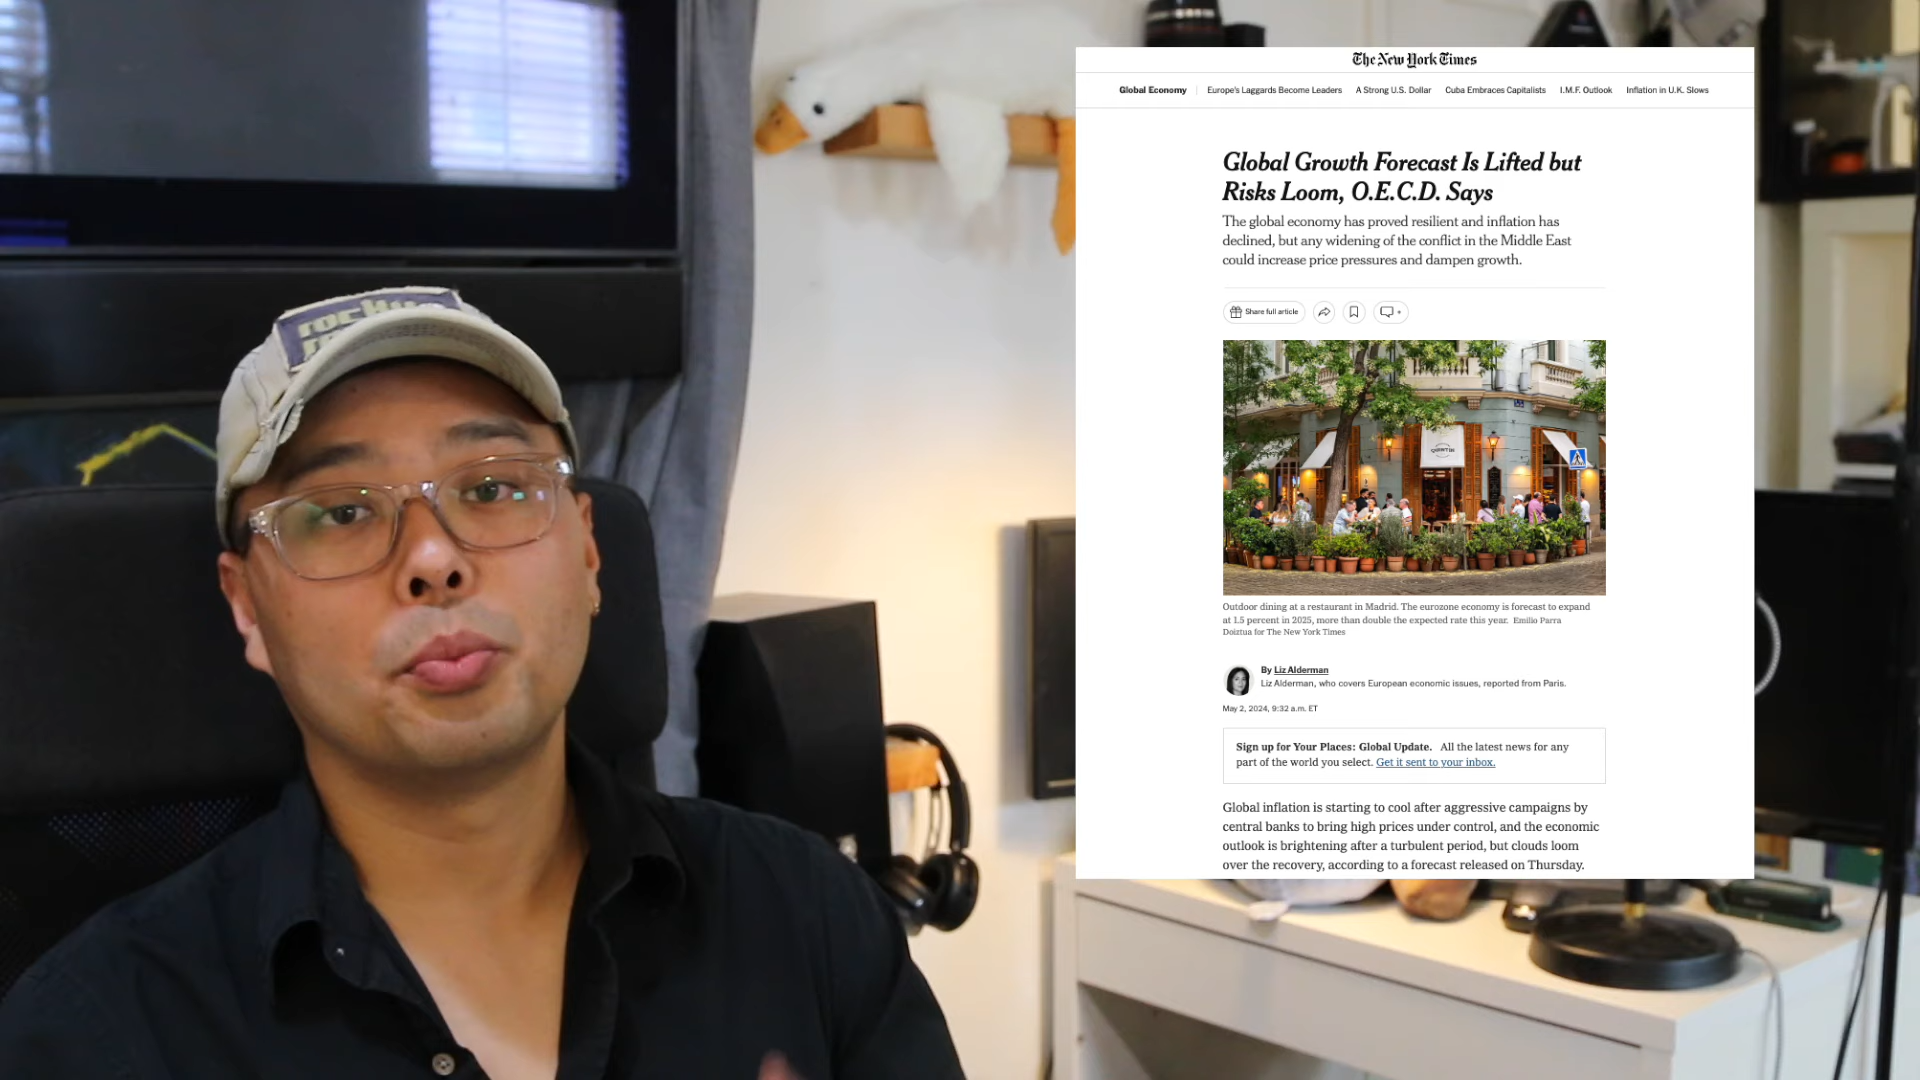 The New York Times
Global Economy Europe's Laggards Become Leaders A Strong U.S. Dollar Cuba Embraces Capitalists I.M.F. Outlook Inflation in U.K. Slows
Global Growth Forecast Is Lifted but
Risks Loom, O.E.C.D. Says
The global economy has proved resilient and inflation has
declined, but any widening of the conflict in the Middle East
could increase price pressures and dampen growth.
Share full article
Outdoor dining at a restaurant in Madrid. The eurozone economy is forecast to expand
at 1.5 percent in 2025, more than double the expected rate this year. Emilio Parra
Doiztua for The New York Times
By Liz Alderman
Liz Alderman, who covers European economic issues, reported from Paris.
May 2, 2024, 9:32 a.m. ET
Sign up for Your Places: Global Update. All the latest news for any
part of the world you select. Get it sent to your inbox.
Global inflation is starting to cool after aggressive campaigns by
central banks to bring high prices under control, and the economic
outlook is brightening after a turbulent period, but clouds loom
over the recovery, according to a forecast released on Thursday.